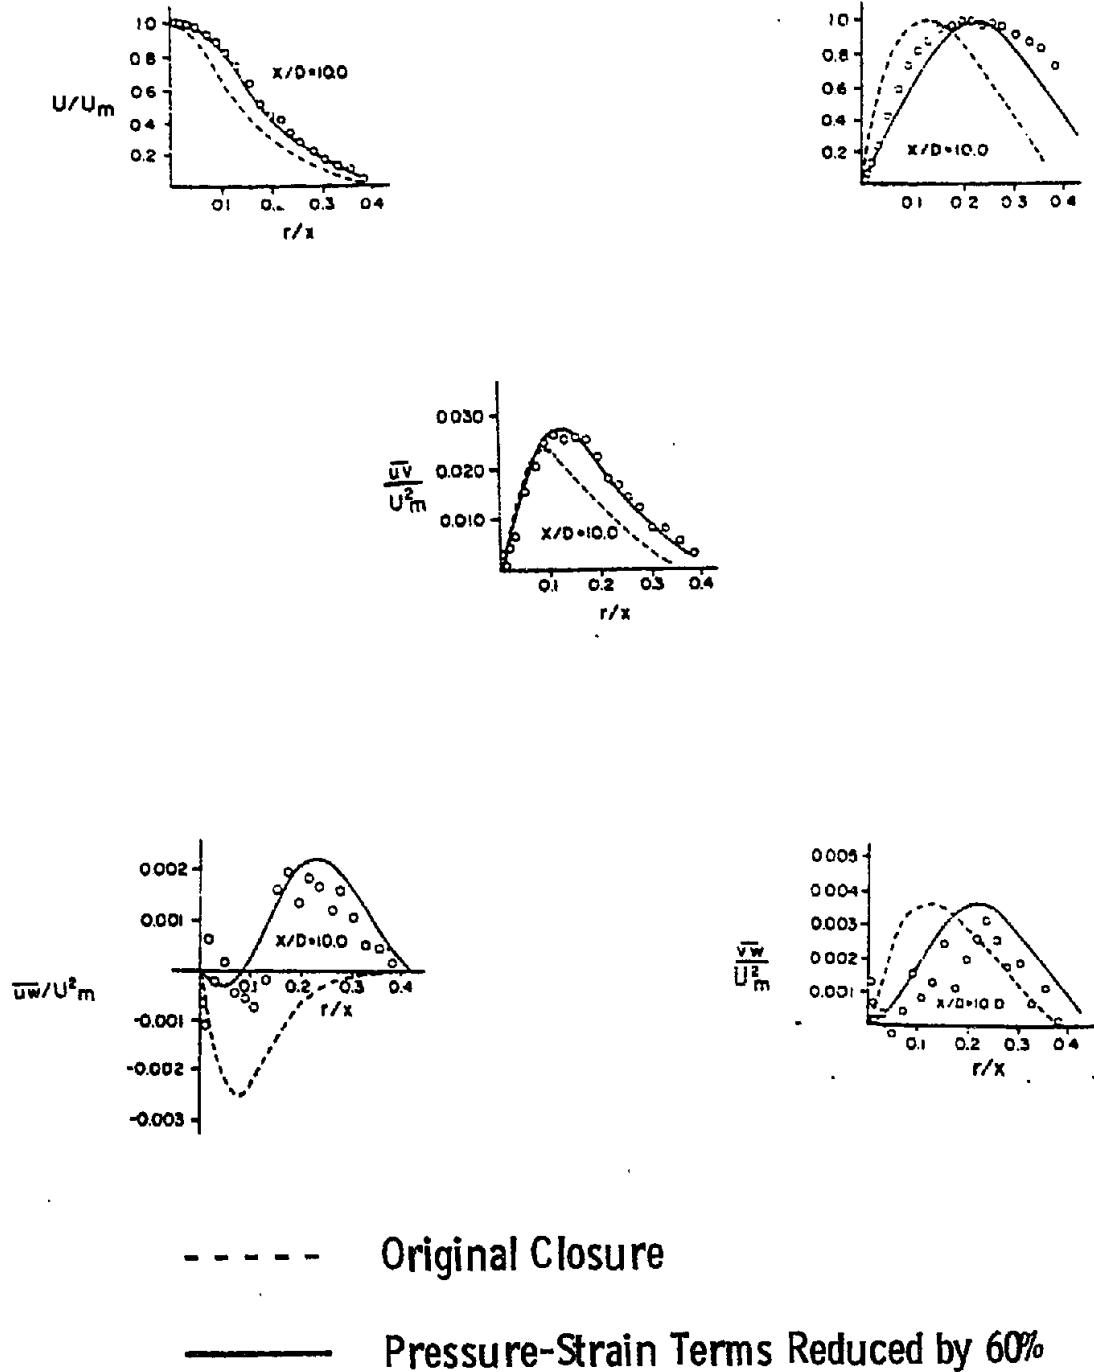 1.0
0.8
U/Um
0.4
0.2
X/D=10.0
0.1 0.2 0.3 0.4
r/x
1.0
0.8
0.6
0.4
0.2
X/D=10.0
0.1 0.2 0.3 0.4
0.030
0.020
0.010
uv
U²m
X/D=10.0
0.1 0.2 0.3 0.4
r/x
0.002
0.001
-0.001
-0.002
-0.003
uw/U²m
X/D=10.0
0.1 0.2 0.3 0.4
r/x
0.005
0.004
0.003
0.002
0.001
vw
U²m
X/D=10.0
0.1 0.2 0.3 0.4
r/x
Original Closure
Pressure-Strain Terms Reduced by 60%